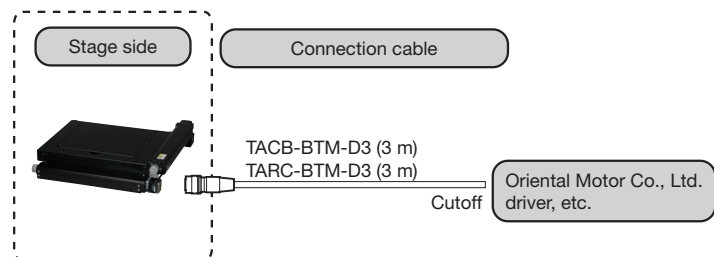 Stage side
Connection cable
TACB-BTM-D3 (3 m)
TARC-BTM-D3 (3 m)
Cutoff
Oriental Motor Co., Ltd.
driver, etc.